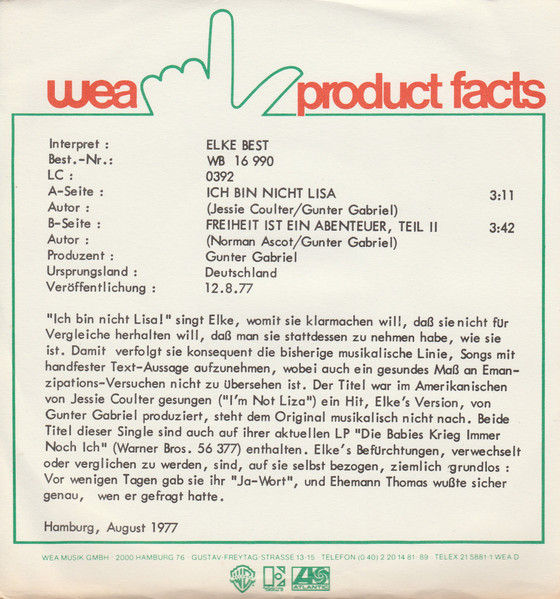 wea product facts
Interpret : ELKE BEST
Best.-Nr.: WB 16 990
LC : 0392
A-Seite : ICH BIN NICHT LISA 3:11
Autor : (Jessie Coulter/Gunter Gabriel)
B-Seite : FREIHEIT IST EIN ABENTEUER, TEIL II 3:42
Autor : (Norman Ascot/Gunter Gabriel)
Produzent : Gunter Gabriel
Ursprungsland : Deutschland
Veröffentlichung : 12.8.77
"Ich bin nicht Lisa!" singt Elke, womit sie klarmachen will, daß sie nicht für
Vergleiche herhalten will, daß man sie stattdessen zu nehmen habe, wie sie
ist. Damit verfolgt sie konsequent die bisherige musikalische Linie, Songs mit
handfester Text-Aussage aufzunehmen, wobei auch ein gesundes Maß an Eman-
zipations-Versuchen nicht zu übersehen ist. Der Titel war im Amerikanischen
von Jessie Coulter gesungen ("I'm Not Liza") ein Hit, Elke's Version, von
Gunter Gabriel produziert, steht dem Original musikalisch nicht nach. Beide
Titel dieser Single sind auch auf ihrer aktuellen LP "Die Babies Krieg Immer
Noch Ich" (Warner Bros. 56 377) enthalten. Elke's Befürchtungen, verwechselt
oder verglichen zu werden, sind, auf sie selbst bezogen, ziemlich grundlos :
Vor wenigen Tagen gab sie ihr "Ja-Wort", und Ehemann Thomas wußte sicher
genau, wen er gefragt hatte.
Hamburg, August 1977
WEA MUSIK GMBH · 2000 HAMBURG 76 · GUSTAV-FREYTAG-STRASSE 13-15 · TELEFON (0 40) 2 20 14 81-89 · TELEX 21 5881-1 WEA D
ATLANTIC